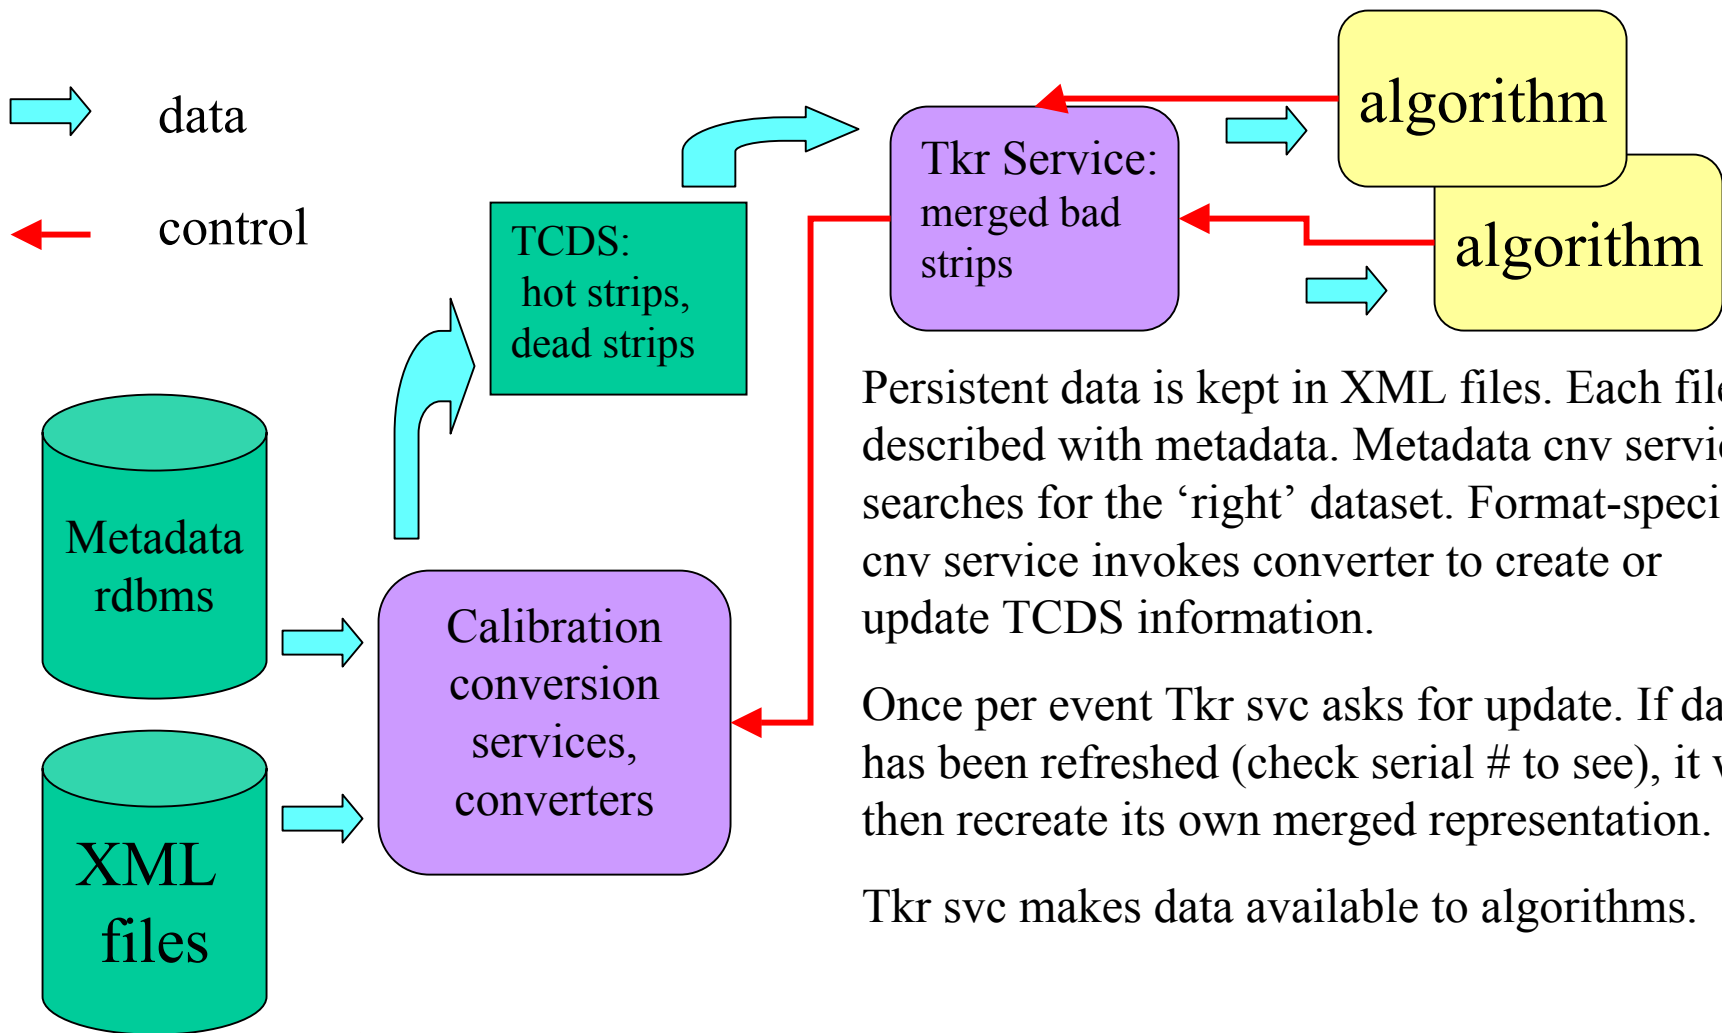 data
control
TCDS:
hot strips,
dead strips
Tkr Service:
merged bad
strips
algorithm
algorithm
Metadata
rdbms
XML
files
Calibration
conversion
services,
converters
Persistent data is kept in XML files. Each file
described with metadata. Metadata cnv servi
searches for the ‘right’ dataset. Format-speci
cnv service invokes converter to create or
update TCDS information.
Once per event Tkr svc asks for update. If da
has been refreshed (check serial # to see), it w
then recreate its own merged representation.
Tkr svc makes data available to algorithms.